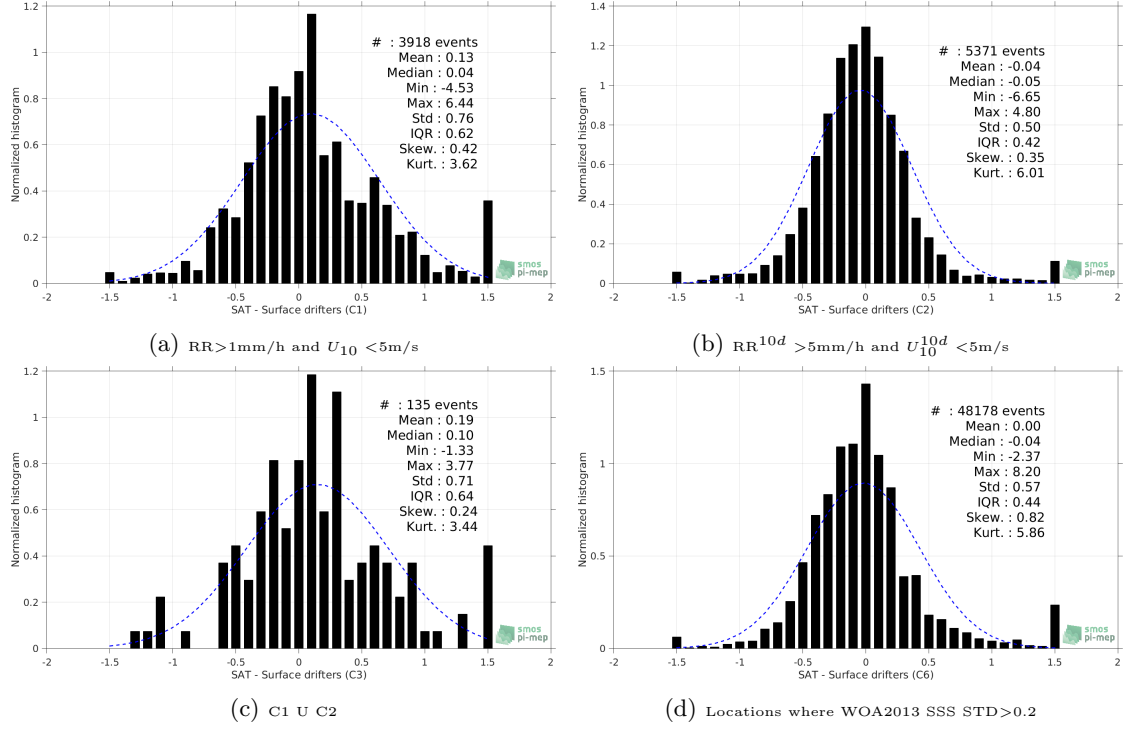 1.2
1
0.8
0.6
0.4
0.2
0
Normalized histogram
# : 3918 events
Mean : 0.13
Median : 0.04
Min : -4.53
Max : 6.44
Std : 0.76
IQR : 0.62
Skew. : 0.42
Kurt. : 3.62
smos
pi-mep
-2 -1.5 -1 -0.5 0 0.5 1 1.5 2
SAT - Surface drifters (C1)
(a) RR>1mm/h and U10 <5m/s
1.4
1.2
1
0.8
0.6
0.4
0.2
0
Normalized histogram
# : 5371 events
Mean : -0.04
Median : -0.05
Min : -6.65
Max : 4.80
Std : 0.50
IQR : 0.42
Skew. : 0.35
Kurt. : 6.01
smos
pi-mep
-2 -1.5 -1 -0.5 0 0.5 1 1.5 2
SAT - Surface drifters (C2)
(b) RR10d >5mm/h and U10d10 <5m/s
1.2
1
0.8
0.6
0.4
0.2
0
Normalized histogram
# : 135 events
Mean : 0.19
Median : 0.10
Min : -1.33
Max : 3.77
Std : 0.71
IQR : 0.64
Skew. : 0.24
Kurt. : 3.44
smos
pi-mep
-2 -1.5 -1 -0.5 0 0.5 1 1.5 2
SAT - Surface drifters (C3)
(c) C1 U C2
1.5
1
0.5
0
Normalized histogram
# : 48178 events
Mean : 0.00
Median : -0.04
Min : -2.37
Max : 8.20
Std : 0.57
IQR : 0.44
Skew. : 0.82
Kurt. : 5.86
smos
pi-mep
-2 -1.5 -1 -0.5 0 0.5 1 1.5 2
SAT - Surface drifters (C6)
(d) Locations where WOA2013 SSS STD>0.2